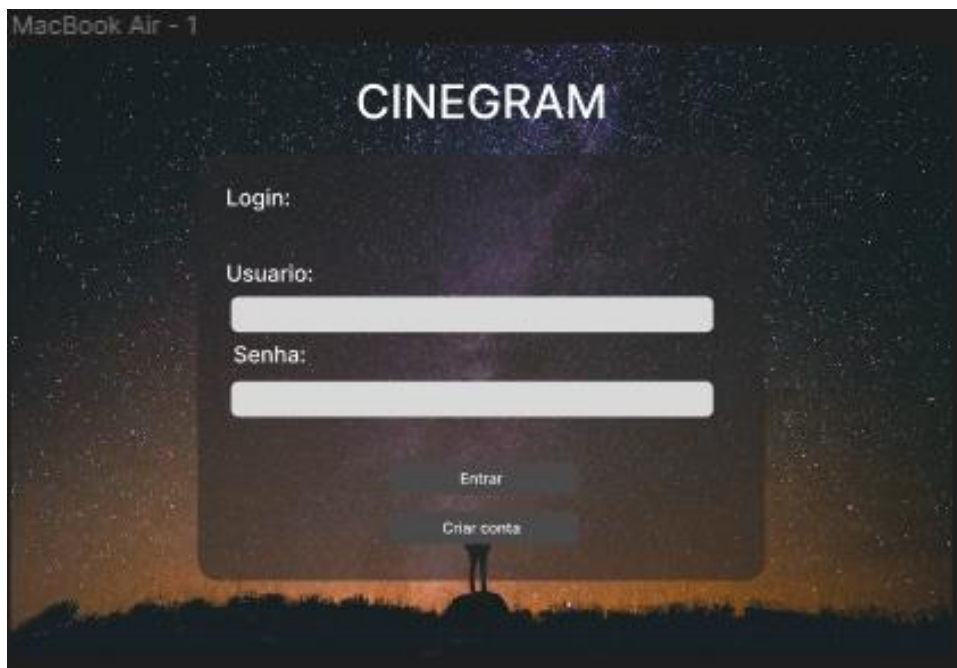 MacBook Air - 1
CINEGRAM
Login:
Usuario:
Senha:
Entrar
Criar conta